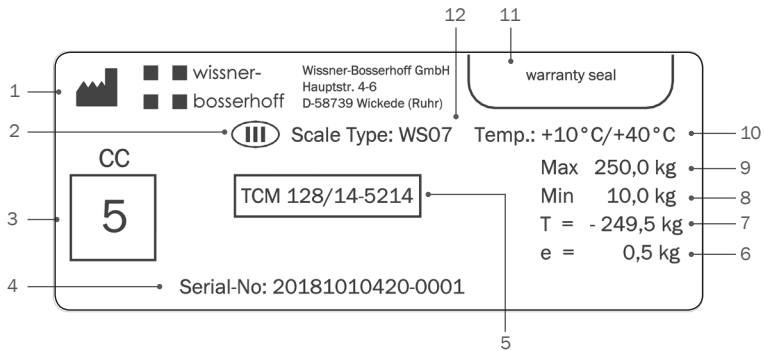 12
11
1
wissner-
bosserhoff
Wissner-Bosserhoff GmbH
Hauptstr. 4-6
D-58739 Wickede (Ruhr)
warranty seal
2
III
Scale Type: WS07
Temp.: +10°C/+40°C
10
CC
Max 250,0 kg
9
5
TCM 128/14-5214
Min 10,0 kg
8
3
T = - 249,5 kg
7
e = 0,5 kg
6
4
Serial-No: 20181010420-0001
5